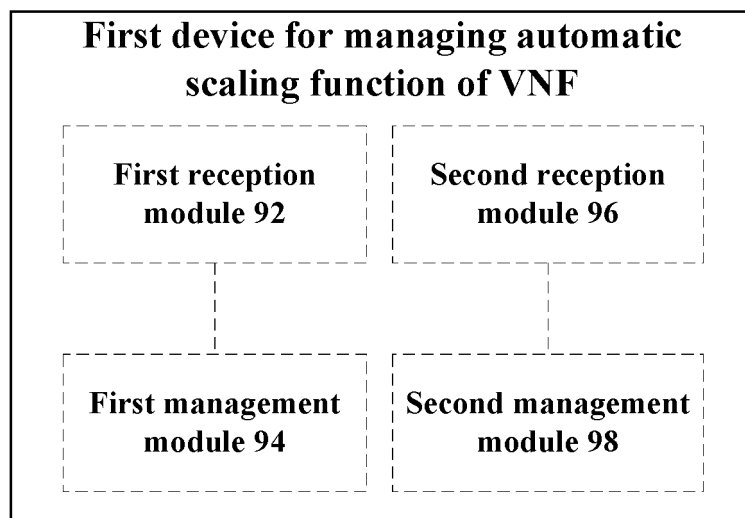 First device for managing automatic
scaling function of VNF
First reception
module 92
Second reception
module 96
First management
module 94
Second management
module 98